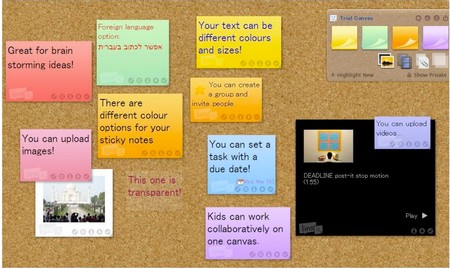 Great for brain
storming ideas!
Foreign language
option:
אפשר לכתוב בעברית
Your text can be
different colours
and sizes!
Trial Canvas
Highlight New
Show Private
You can create
a group and
invite people
There are
different colour
options for your
sticky notes
You can upload
images!
You can set a
task with a
due date!
You can upload
videos...
DEADLINE post-it stop motion
(1:55)
Play
This one is
transparent!
Kids can work
collaboratively on
one canvas.